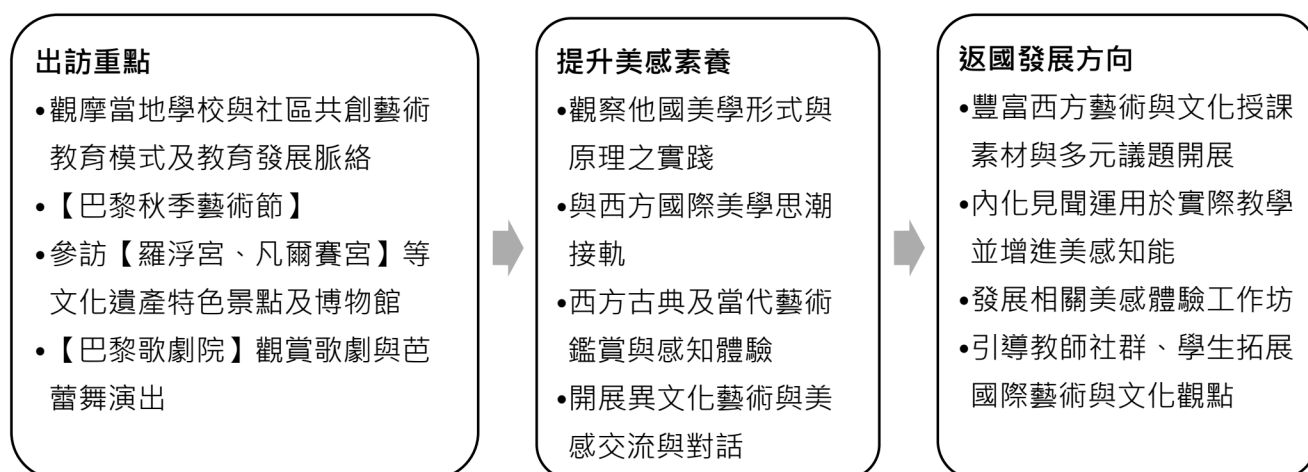 出訪重點
•觀摩當地學校與社區共創藝術
教育模式及教育發展脈絡
•【巴黎秋季藝術節】
•參訪【羅浮宮、凡爾賽宮】等
文化遺產特色景點及博物館
•【巴黎歌劇院】觀賞歌劇與芭
蕾舞演出
提升美感素養
•觀察他國美學形式與
原理之實踐
•與西方國際美學思潮
接軌
•西方古典及當代藝術
鑑賞與感知體驗
•開展異文化藝術與美
感交流與對話
返國發展方向
•豐富西方藝術與文化授課
素材與多元議題開展
•內化見聞運用於實際教學
並增進美感知能
•發展相關美感體驗工作坊
•引導教師社群、學生拓展
國際藝術與文化觀點